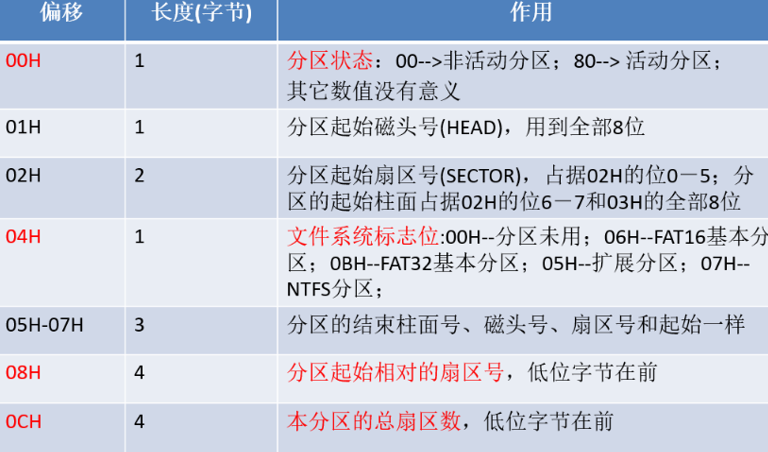 偏移 长度(字节) 作用
00H 1 分区状态：00-->非活动分区；80--> 活动分区；
其它数值没有意义
01H 1 分区起始磁头号(HEAD)，用到全部8位
02H 2 分区起始扇区号(SECTOR)，占据02H的位0－5；分
区的起始柱面占据02H的位6－7和03H的全部8位
04H 1 文件系统标志位:00H--分区未用；06H--FAT16基本分
区；0BH--FAT32基本分区；05H--扩展分区；07H--
NTFS分区；
05H-07H 3 分区的结束柱面号、磁头号、扇区号和起始一样
08H 4 分区起始相对的扇区号，低位字节在前
0CH 4 本分区的总扇区数，低位字节在前